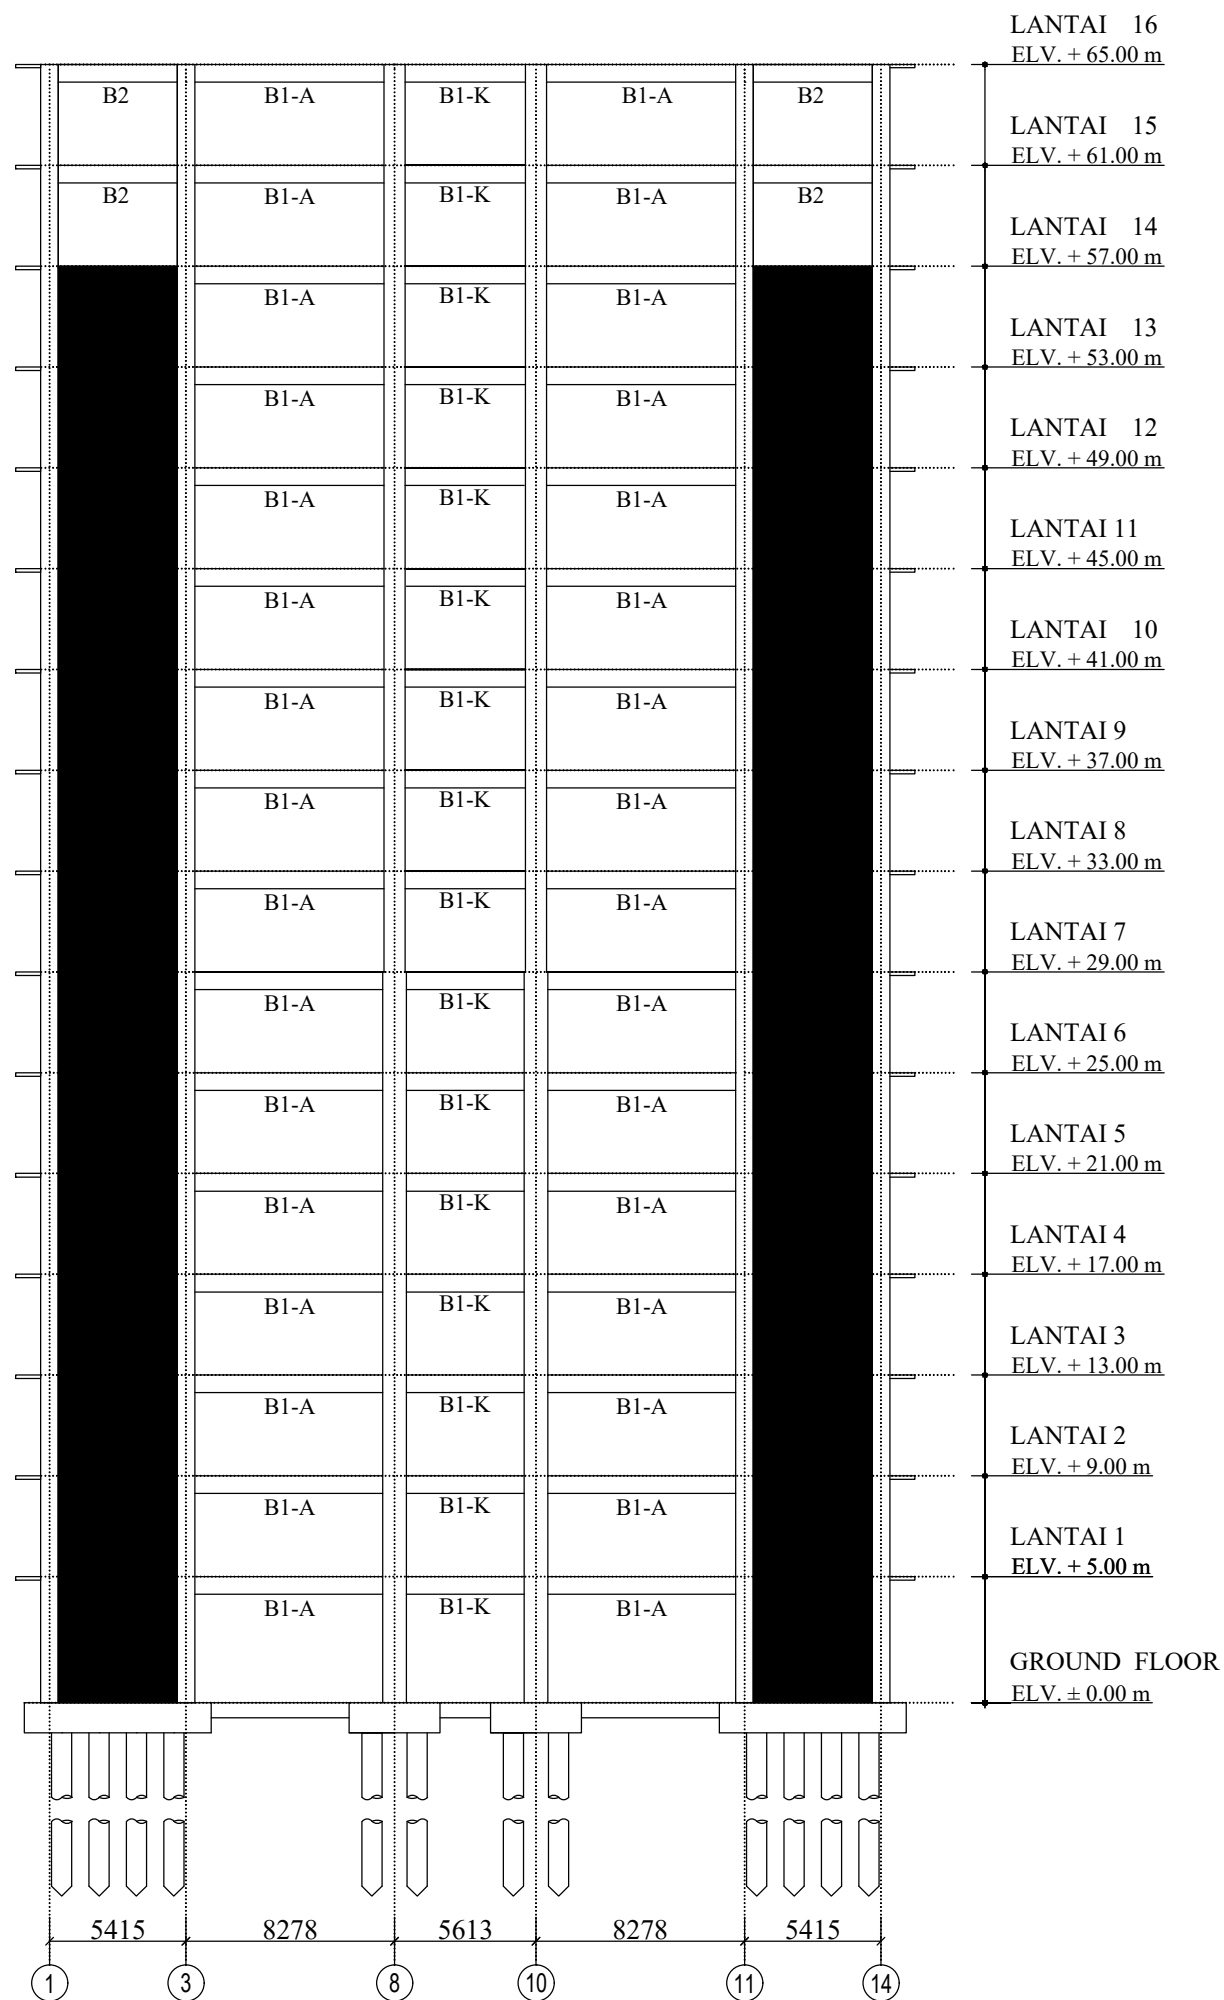 LANTAI 16
ELV. + 65.00 m
B2 B1-A B1-K B1-A B2
LANTAI 15
ELV. + 61.00 m
B2 B1-A B1-K B1-A B2
LANTAI 14
ELV. + 57.00 m
B1-A B1-K B1-A
LANTAI 13
ELV. + 53.00 m
B1-A B1-K B1-A
LANTAI 12
ELV. + 49.00 m
B1-A B1-K B1-A
LANTAI 11
ELV. + 45.00 m
B1-A B1-K B1-A
LANTAI 10
ELV. + 41.00 m
B1-A B1-K B1-A
LANTAI 9
ELV. + 37.00 m
B1-A B1-K B1-A
LANTAI 8
ELV. + 33.00 m
B1-A B1-K B1-A
LANTAI 7
ELV. + 29.00 m
B1-A B1-K B1-A
LANTAI 6
ELV. + 25.00 m
B1-A B1-K B1-A
LANTAI 5
ELV. + 21.00 m
B1-A B1-K B1-A
LANTAI 4
ELV. + 17.00 m
B1-A B1-K B1-A
LANTAI 3
ELV. + 13.00 m
B1-A B1-K B1-A
LANTAI 2
ELV. + 9.00 m
B1-A B1-K B1-A
LANTAI 1
ELV. + 5.00 m
B1-A B1-K B1-A
GROUND FLOOR
ELV. ± 0.00 m
5415 8278 5613 8278 5415
1 3 8 10 11 14